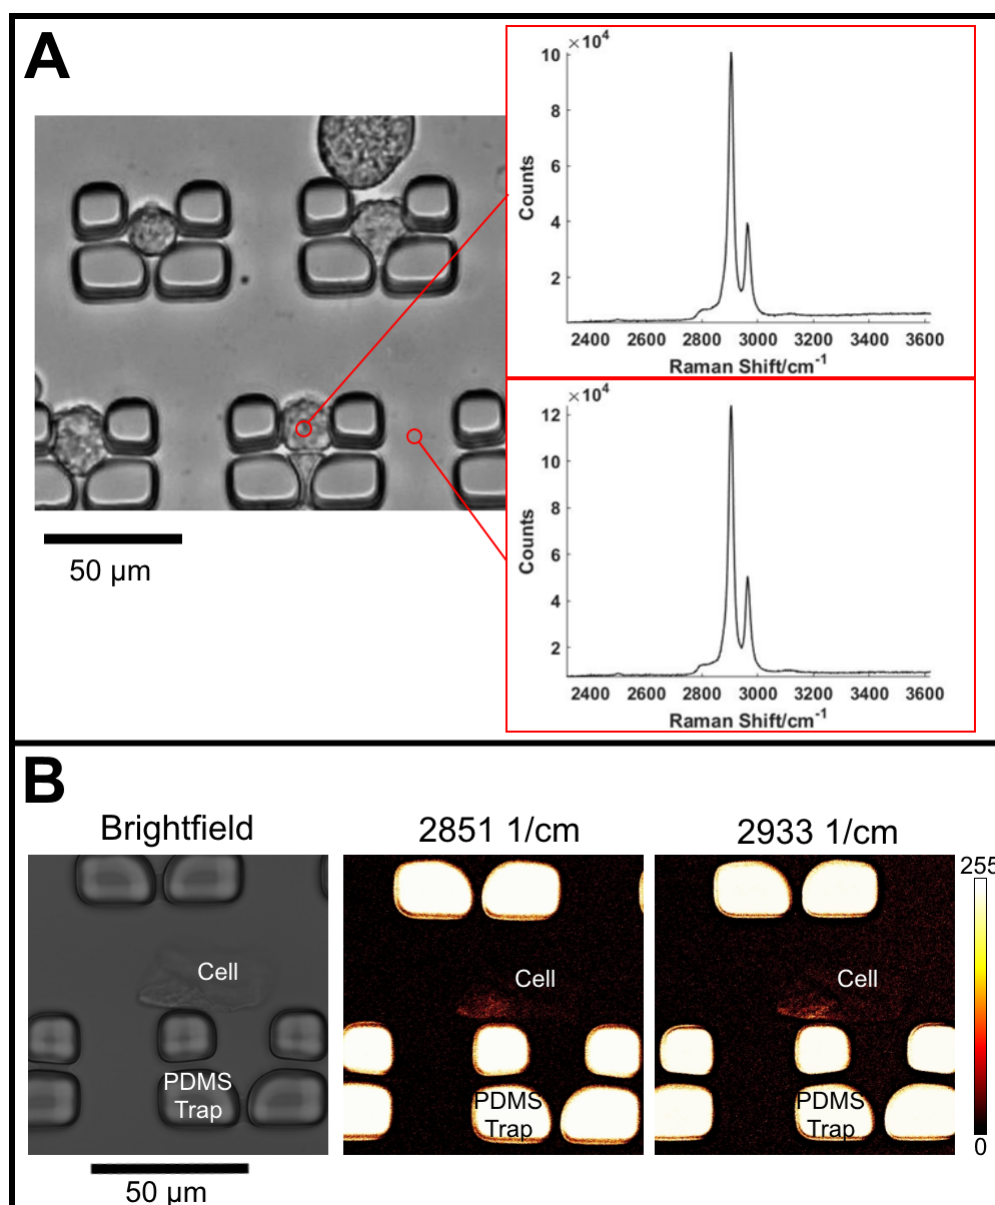 A
×10⁴
10
8
6
4
2
Counts
2400 2600 2800 3000 3200 3400 3600
Raman Shift/cm⁻¹
×10⁴
12
10
8
6
4
2
Counts
2400 2600 2800 3000 3200 3400 3600
Raman Shift/cm⁻¹
50 µm
B
Brightfield
2851 1/cm
2933 1/cm
255
0
Cell
Cell
Cell
PDMS
Trap
PDMS
Trap
PDMS
Trap
50 µm